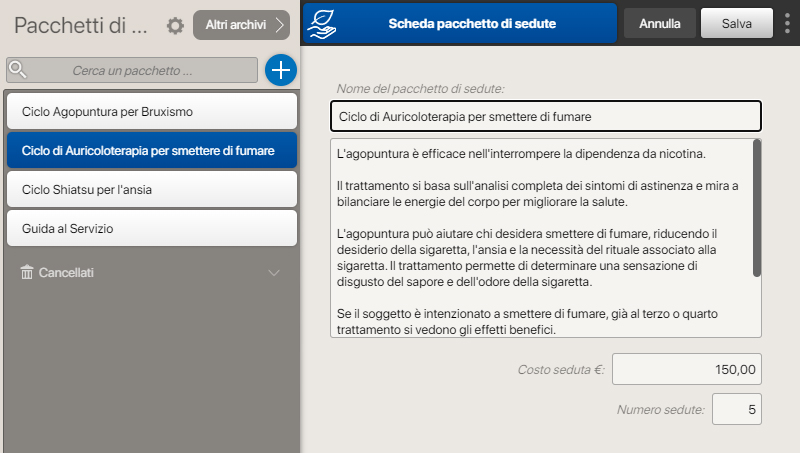 Pacchetti di ...
Altri archivi
Cerca un pacchetto ...
Ciclo Agopuntura per Bruxismo
Ciclo di Auricoloterapia per smettere di fumare
Ciclo Shiatsu per l'ansia
Guida al Servizio
Cancellati
Scheda pacchetto di sedute
Annulla
Salva
Nome del pacchetto di sedute:
Ciclo di Auricoloterapia per smettere di fumare
L'agopuntura è efficace nell'interrompere la dipendenza da nicotina.
Il trattamento si basa sull'analisi completa dei sintomi di astinenza e mira a
bilanciare le energie del corpo per migliorare la salute.
L'agopuntura può aiutare chi desidera smettere di fumare, riducendo il
desiderio della sigaretta, l'ansia e la necessità del rituale associato alla
sigaretta. Il trattamento permette di determinare una sensazione di
disgusto del sapore e dell'odore della sigaretta.
Se il soggetto è intenzionato a smettere di fumare, già al terzo o quarto
trattamento si vedono gli effetti benefici.
Costo seduta €:
150,00
Numero sedute:
5